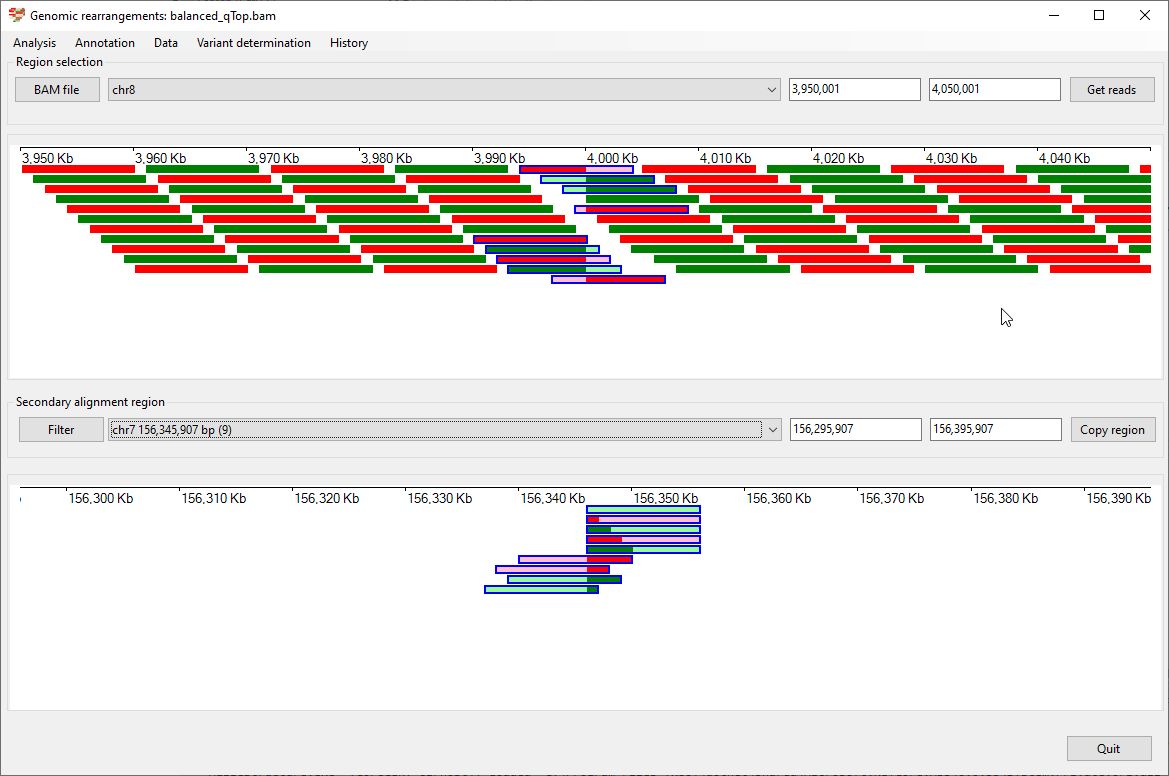 Genomic rearrangements: balanced_qTop.bam
Analysis Annotation Data Variant determination History
Region selection
BAM file chr8 3,950,001 4,050,001 Get reads
3,950 Kb 3,960 Kb 3,970 Kb 3,980 Kb 3,990 Kb 4,000 Kb 4,010 Kb 4,020 Kb 4,030 Kb 4,040 Kb
Secondary alignment region
Filter chr7 156,345,907 bp (9) 156,295,907 156,395,907 Copy region
156,300 Kb 156,310 Kb 156,320 Kb 156,330 Kb 156,340 Kb 156,350 Kb 156,360 Kb 156,370 Kb 156,380 Kb 156,390 Kb
Quit